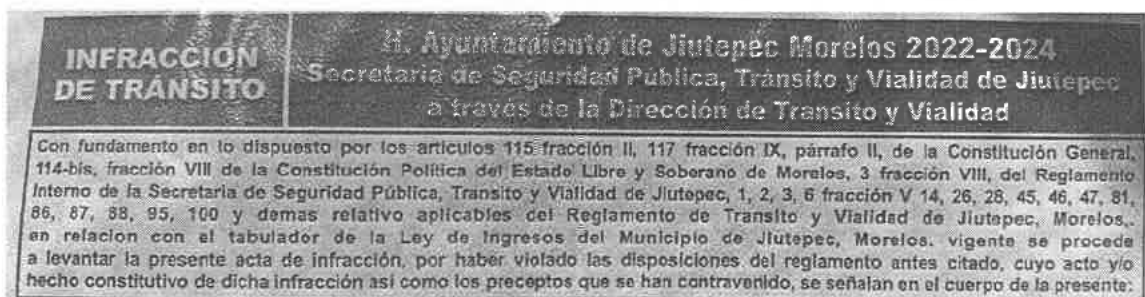 INFRACCIÓN
DE TRÁNSITO
H. Ayuntamiento de Jiutepec Morelos 2022-2024
Secretaria de Seguridad Pública, Tránsito y Vialidad de Jiutepec
a través de la Dirección de Transito y Vialidad
Con fundamento en lo dispuesto por los artículos 115 fracción II, 117 fracción IX, párrafo II, de la Constitución General,
114-bis, fracción VIII de la Constitución Política del Estado Libre y Soberano de Morelos, 3 fracción VIII, del Reglamento
Interno de la Secretaria de Seguridad Pública, Transito y Vialidad de Jiutepec, 1, 2, 3, 6 fracción V 14, 26, 28, 45, 46, 47, 81,
86, 87, 88, 95, 100 y demas relativo aplicables del Reglamento de Transito y Vialidad de Jiutepec, Morelos,.
en relacion con el tabulador de la Ley de Ingresos del Municipio de Jiutepec, Morelos. vigente se procede
a levantar la presente acta de infracción, por haber violado las disposiciones del reglamento antes citado, cuyo acto y/o
hecho constitutivo de dicha infracción así como los preceptos que se han contravenido, se señalan en el cuerpo de la presente: